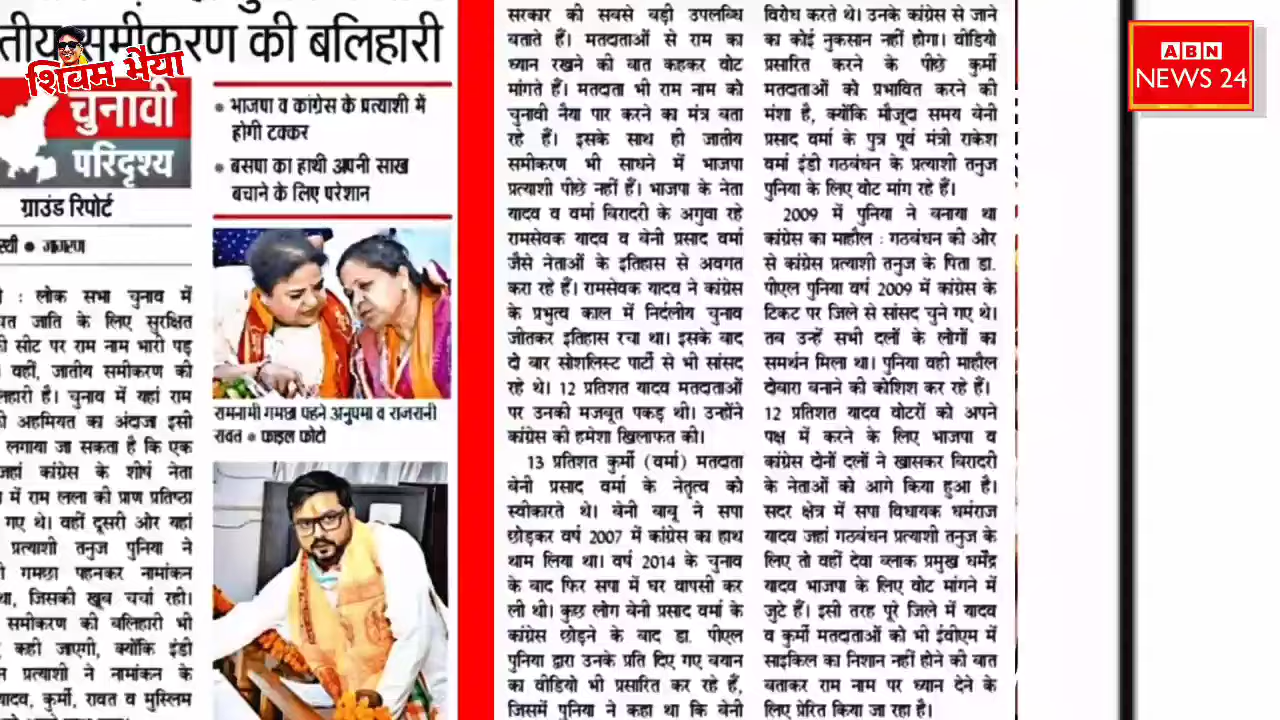 तीय समीकरण की बलिहारी
शिवम भैया
चुनावी
परिदृश्य
ग्राउंड रिपोर्ट
● जागरण
: लोक सभा चुनाव में
जाति के लिए सुरक्षित
सीट पर राम नाम भारी पड़
वहीं, जातीय समीकरण की
है। चुनाव में यहां राम
अहमियत का अंदाजा इसी
लगाया जा सकता है कि एक
जहां कांग्रेस के शीर्ष नेता
में राम लला की प्राण प्रतिष्ठा
गए थे। वहीं दूसरी ओर यहां
प्रत्याशी तनुज पुनिया ने
गमछा पहनकर नामांकन
था, जिसकी खूब चर्चा रही।
समीकरण की बलिहारी भी
कही जाएगी, क्योंकि इंडी
प्रत्याशी ने नामांकन के
यादव, कुर्मी, रावत व मुस्लिम
● भाजपा व कांग्रेस के प्रत्याशी में
होगी टक्कर
● बसपा का हाथी अपनी साख
बचाने के लिए परेशान
रामनामी गमछा पहने अनुपमा व राजरानी
रावत ● फाइल फोटो
सरकार की सबसे बड़ी उपलब्धि
बताते हैं। मतदाताओं से राम का
ध्यान रखने की बात कहकर वोट
मांगते हैं। मतदाता भी राम नाम को
चुनावी नैया पार करने का मंत्र बता
रहे हैं। इसके साथ ही जातीय
समीकरण भी साधने में भाजपा
प्रत्याशी पीछे नहीं हैं। भाजपा के नेता
यादव व वर्मा बिरादरी के अगुवा रहे
रामसेवक यादव व बेनी प्रसाद वर्मा
जैसे नेताओं के इतिहास से अवगत
करा रहे हैं। रामसेवक यादव ने कांग्रेस
के प्रभुत्व काल में निर्दलीय चुनाव
जीतकर इतिहास रचा था। इसके बाद
दो बार सोशलिस्ट पार्टी से भी सांसद
रहे थे। 12 प्रतिशत यादव मतदाताओं
पर उनकी मजबूत पकड़ थी। उन्होंने
कांग्रेस की हमेशा खिलाफत की।
13 प्रतिशत कुर्मी (वर्मा) मतदाता
बेनी प्रसाद वर्मा के नेतृत्व को
स्वीकारते थे। बेनी बाबू ने सपा
छोड़कर वर्ष 2007 में कांग्रेस का हाथ
थाम लिया था। वर्ष 2014 के चुनाव
के बाद फिर सपा में घर वापसी कर
ली थी। कुछ लोग बेनी प्रसाद वर्मा के
कांग्रेस छोड़ने के बाद डा. पीएल
पुनिया द्वारा उनके प्रति दिए गए बयान
का वीडियो भी प्रसारित कर रहे हैं,
जिसमें पुनिया ने कहा था कि बेनी
विरोध करते थे। उनके कांग्रेस से जाने
का कोई नुकसान नहीं होगा। वीडियो
प्रसारित करने के पीछे कुर्मी
मतदाताओं को प्रभावित करने की
मंशा है, क्योंकि मौजूदा समय बेनी
प्रसाद वर्मा के पुत्र पूर्व मंत्री राकेश
वर्मा इंडी गठबंधन के प्रत्याशी तनुज
पुनिया के लिए वोट मांग रहे हैं।
2009 में पुनिया ने बनाया था
कांग्रेस का माहौल : गठबंधन की ओर
से कांग्रेस प्रत्याशी तनुज के पिता डा.
पीएल पुनिया वर्ष 2009 में कांग्रेस के
टिकट पर जिले से सांसद चुने गए थे।
तब उन्हें सभी दलों के लोगों का
समर्थन मिला था। पुनिया वही माहौल
दोबारा बनाने की कोशिश कर रहे हैं।
12 प्रतिशत यादव वोटरों को अपने
पक्ष में करने के लिए भाजपा व
कांग्रेस दोनों दलों ने खासकर बिरादरी
के नेताओं को आगे किया हुआ है।
सदर क्षेत्र में सपा विधायक धर्मराज
यादव जहां गठबंधन प्रत्याशी तनुज के
लिए तो वहीं देवा ब्लाक प्रमुख धर्मेंद्र
यादव भाजपा के लिए वोट मांगने में
जुटे हैं। इसी तरह पूरे जिले में यादव
व कुर्मी मतदाताओं को भी ईवीएम में
साइकिल का निशान नहीं होने की बात
बताकर राम नाम पर ध्यान देने के
लिए प्रेरित किया जा रहा है।
ABN
NEWS 24